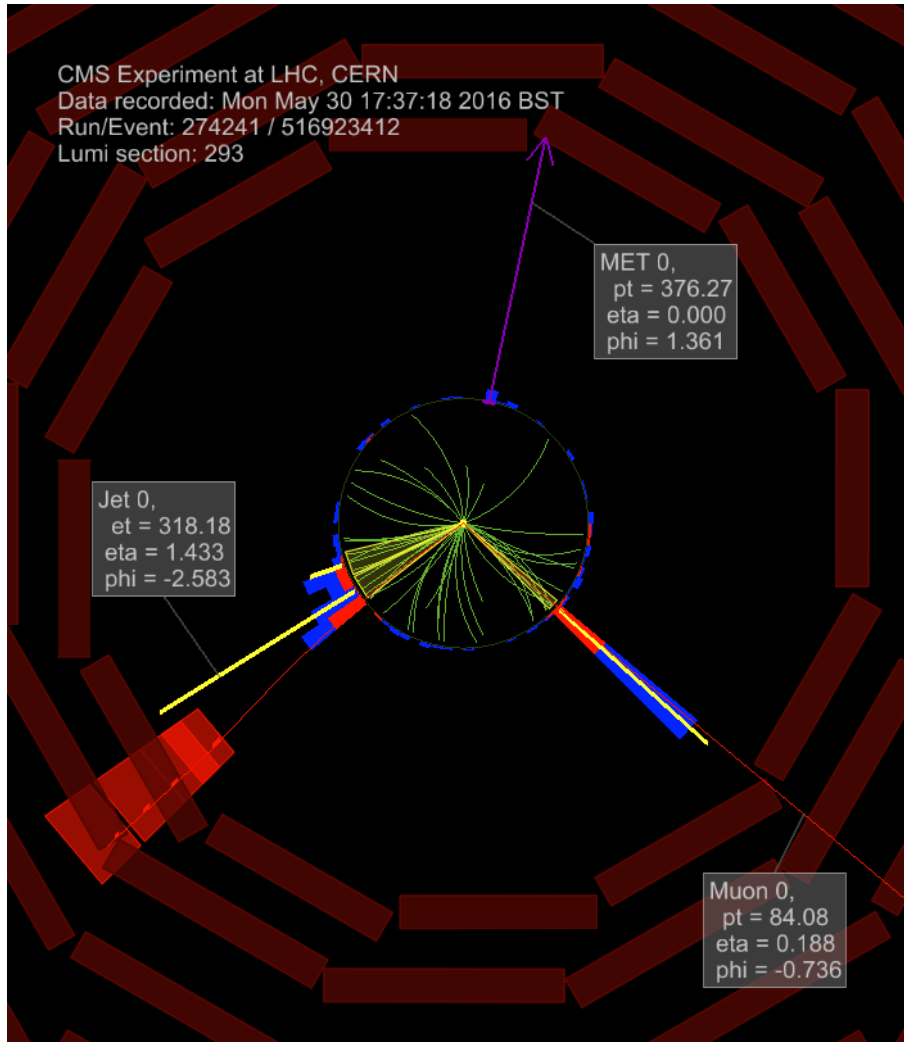 CMS Experiment at LHC, CERN
Data recorded: Mon May 30 17:37:18 2016 BST
Run/Event: 274241 / 516923412
Lumi section: 293
MET 0,
pt = 376.27
eta = 0.000
phi = 1.361
Jet 0,
et = 318.18
eta = 1.433
phi = -2.583
Muon 0,
pt = 84.08
eta = 0.188
phi = -0.736